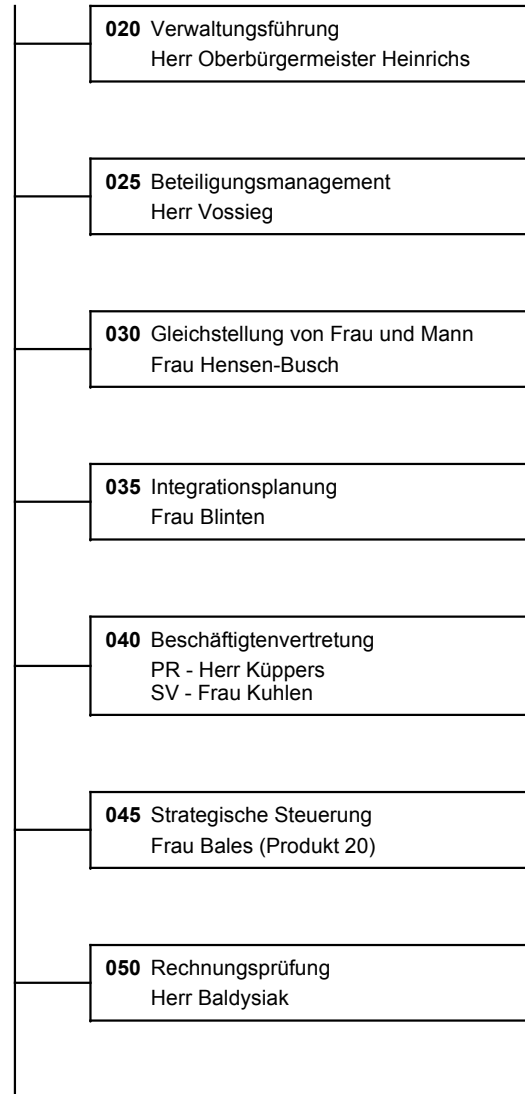 020 Verwaltungsführung
Herr Oberbürgermeister Heinrichs
025 Beteiligungsmanagement
Herr Vossieg
030 Gleichstellung von Frau und Mann
Frau Hensen-Busch
035 Integrationsplanung
Frau Blinten
040 Beschäftigtenvertretung
PR - Herr Küppers
SV - Frau Kuhlen
045 Strategische Steuerung
Frau Bales (Produkt 20)
050 Rechnungsprüfung
Herr Baldysiak